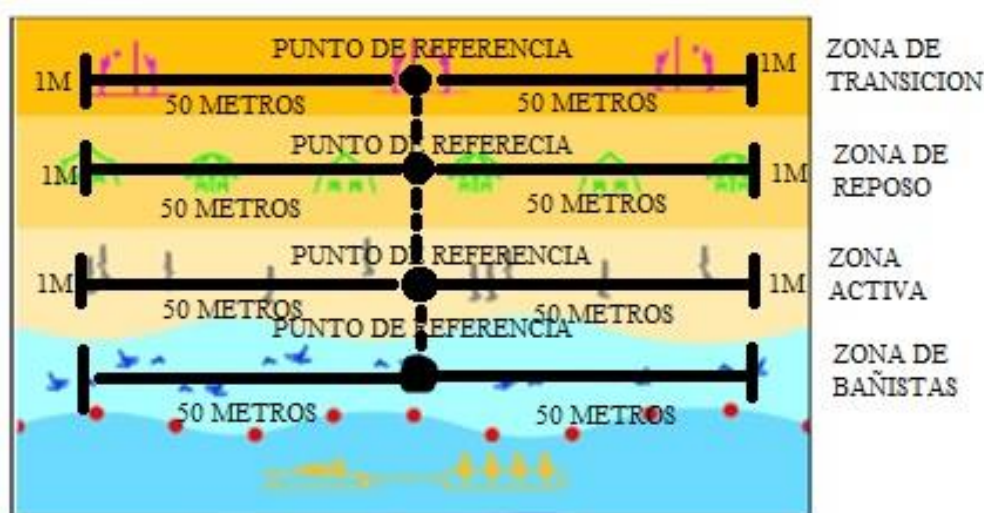 PUNTO DE REFERENCIA
1M
1M
50 METROS
50 METROS
ZONA DE
TRANSICION
PUNTO DE REFERECIA
1M
1M
50 METROS
50 METROS
ZONA DE
REPOSO
PUNTO DE REFERENCIA
1M
1M
50 METROS
50 METROS
ZONA
ACTIVA
PUNTO DE REFERENCIA
50 METROS
50 METROS
ZONA DE
BAÑISTAS